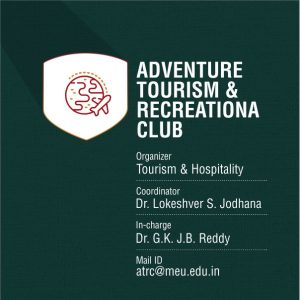 ADVENTURE
TOURISM &
RECREATIONA
CLUB
Organizer
Tourism & Hospitality
Coordinator
Dr. Lokeshver S. Jodhana
In-charge
Dr. G.K. J.B. Reddy
Mail ID
atrc@meu.edu.in